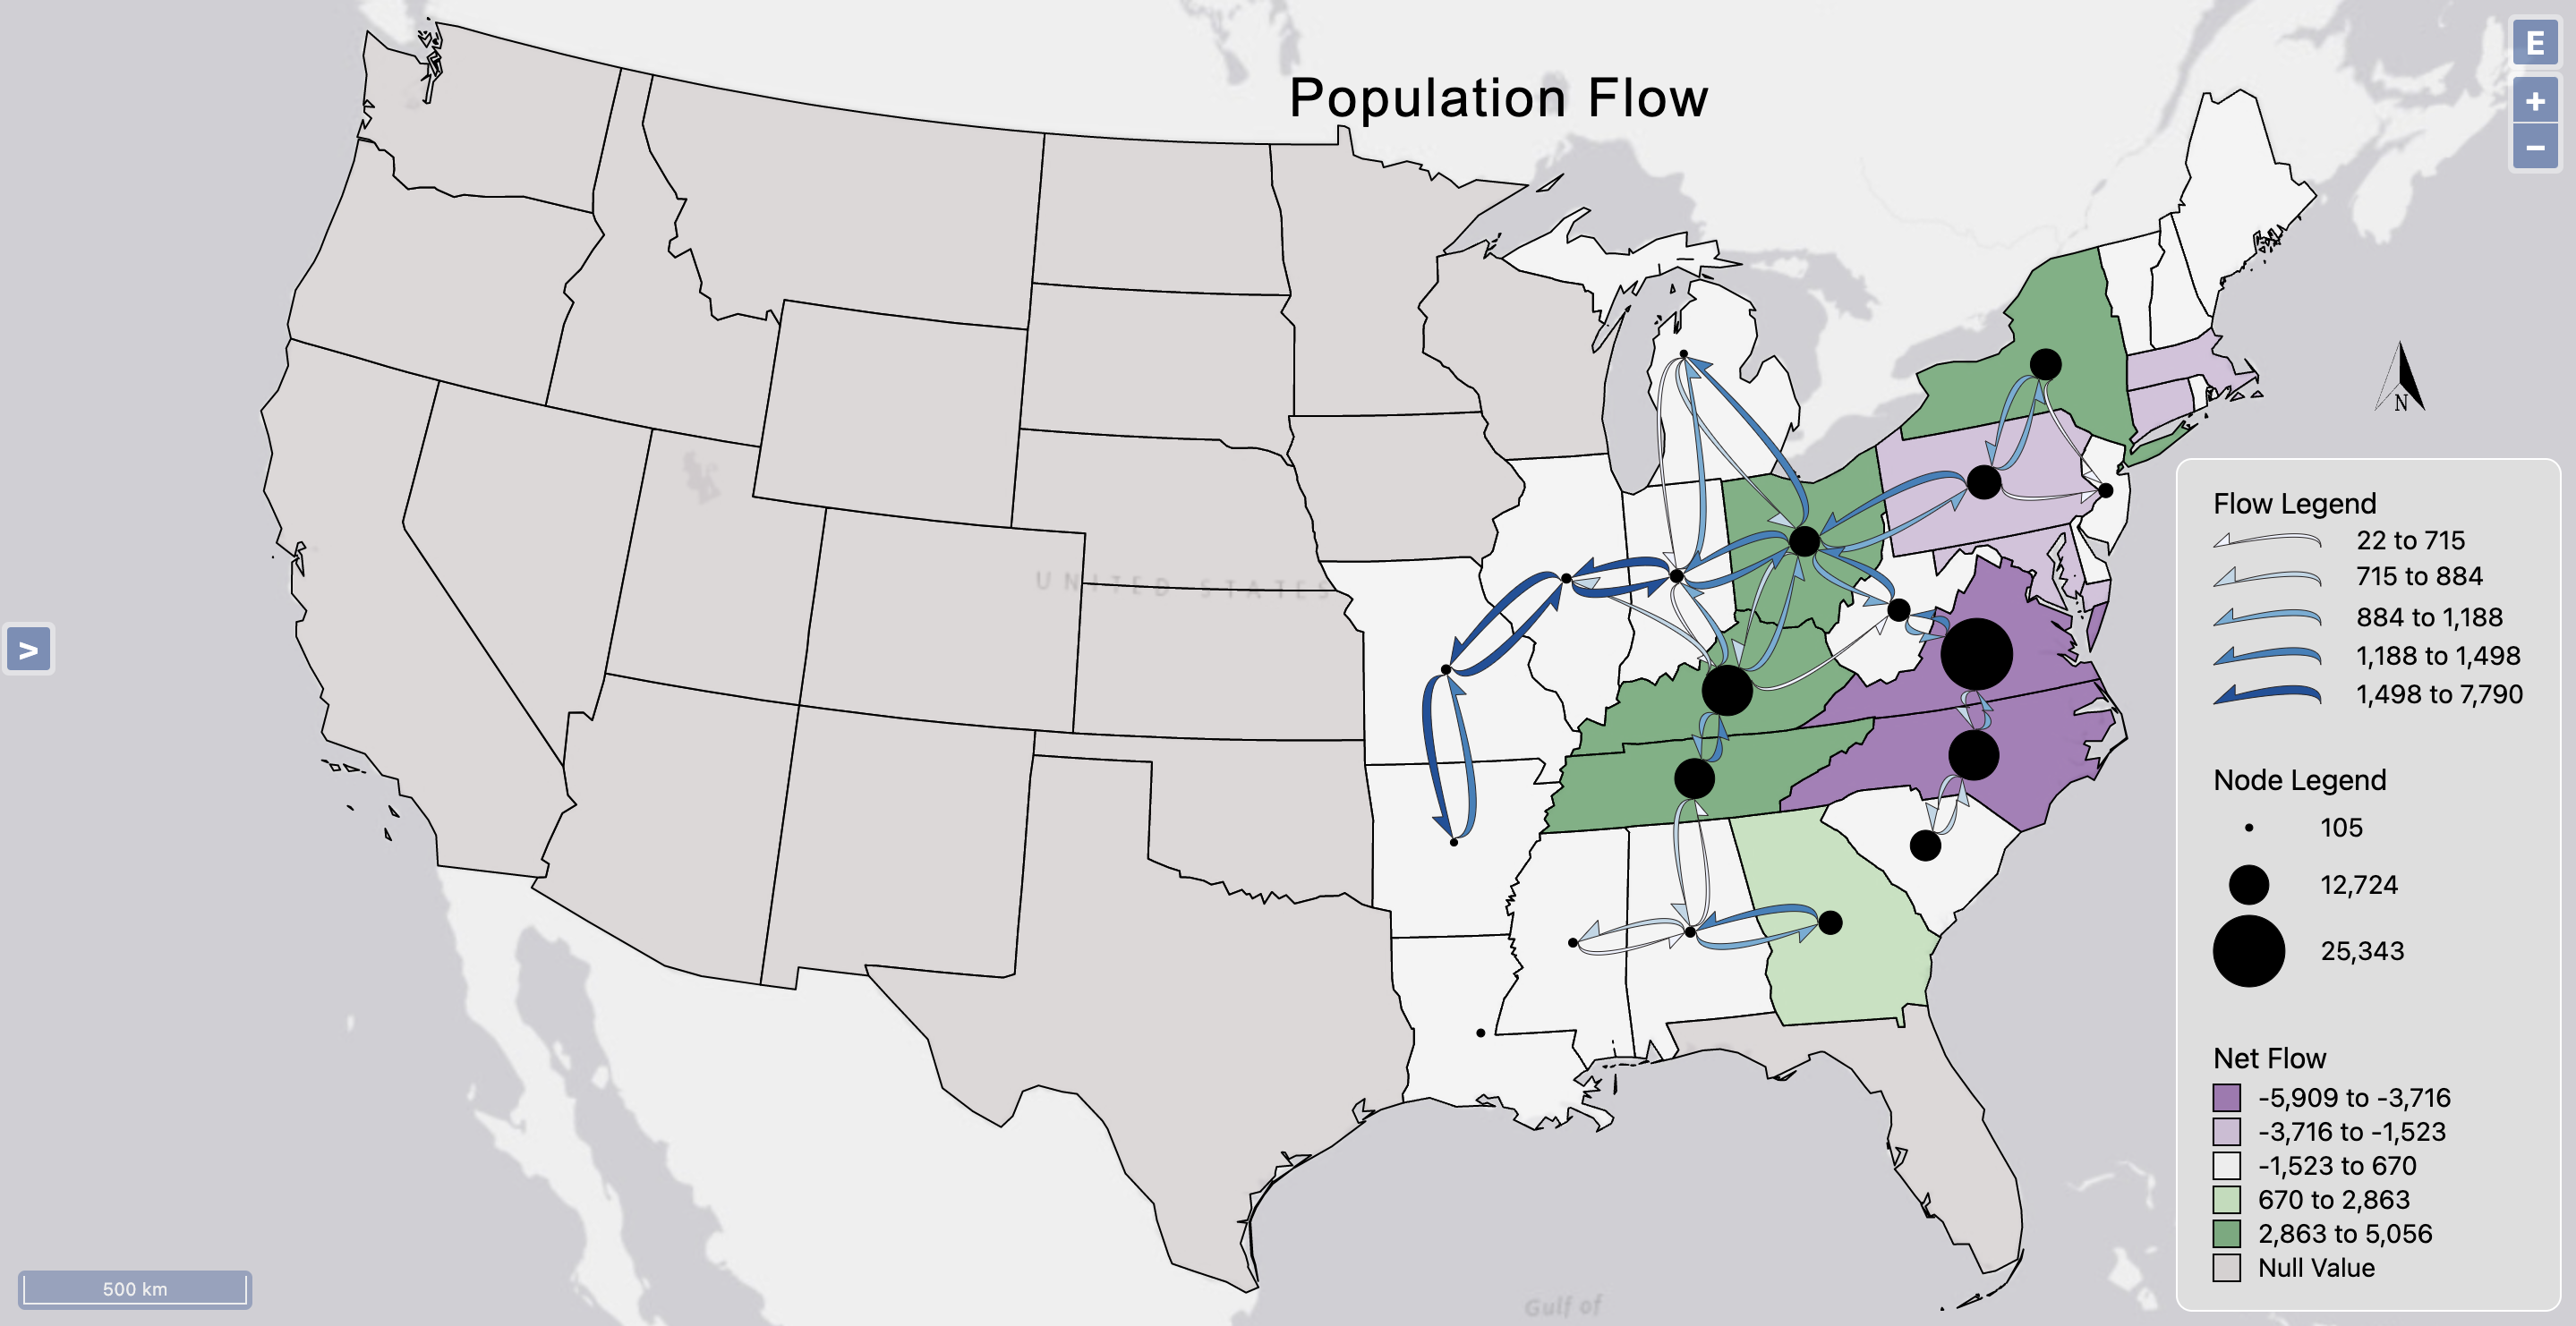 Population Flow
E
+
−
N
UNITED STATES
>
Flow Legend
22 to 715
715 to 884
884 to 1,188
1,188 to 1,498
1,498 to 7,790
Node Legend
105
12,724
25,343
Net Flow
-5,909 to -3,716
-3,716 to -1,523
-1,523 to 670
670 to 2,863
2,863 to 5,056
Null Value
500 km
Gulf of